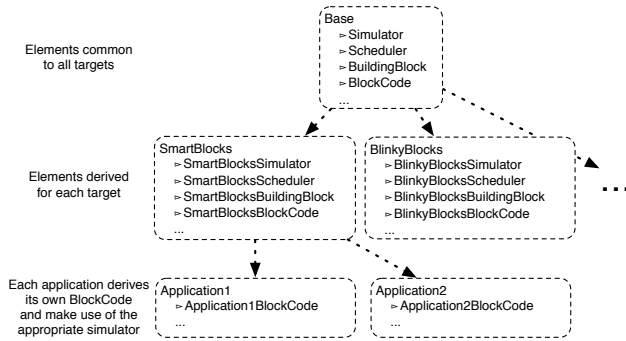 Base
▻Simulator
▻Scheduler
▻BuildingBlock
▻BlockCode
...
Elements common
to all targets
SmartBlocks
▻SmartBlocksSimulator
▻SmartBlocksScheduler
▻SmartBlocksBuildingBlock
▻SmartBlocksBlockCode
...
BlinkyBlocks
▻BlinkyBlocksSimulator
▻BlinkyBlocksScheduler
▻BlinkyBlocksBuildingBlock
▻BlinkyBlocksBlockCode
...
Elements derived
for each target
...
Each application derives
its own BlockCode
and make use of the
appropriate simulator
Application1
▻Application1BlockCode
...
Application2
▻Application2BlockCode
...